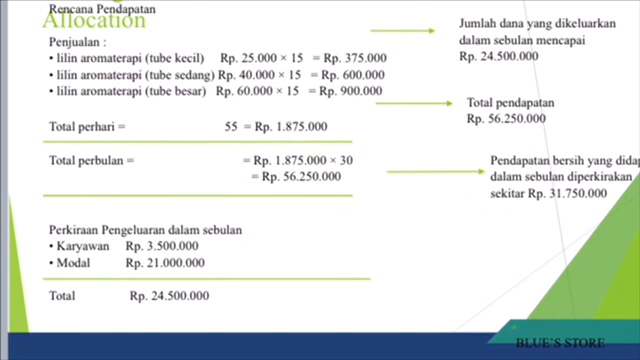 Rencana Pendapatan
Allocation
Penjualan :
• lilin aromaterapi (tube kecil) Rp. 25.000 × 15 = Rp. 375.000
• lilin aromaterapi (tube sedang) Rp. 40.000 × 15 = Rp. 600.000
• lilin aromaterapi (tube besar) Rp. 60.000 × 15 = Rp. 900.000
Total perhari = 55 = Rp. 1.875.000
Total perbulan = = Rp. 1.875.000 × 30
= Rp. 56.250.000
Perkiraan Pengeluaran dalam sebulan
• Karyawan Rp. 3.500.000
• Modal Rp. 21.000.000
Total Rp. 24.500.000
Jumlah dana yang dikeluarkan
dalam sebulan mencapai
Rp. 24.500.000
Total pendapatan
Rp. 56.250.000
Pendapatan bersih yang didap
dalam sebulan diperkirakan
sekitar Rp. 31.750.000
BLUE'S STORE